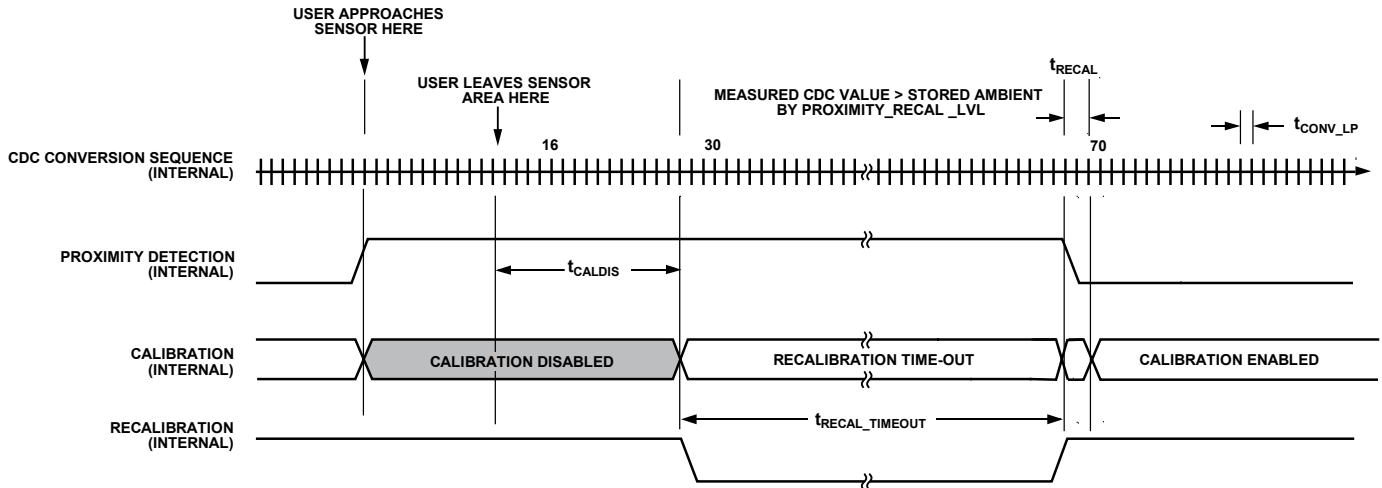 USER APPROACHES
SENSOR HERE
USER LEAVES SENSOR
AREA HERE
MEASURED CDC VALUE > STORED AMBIENT
BY PROXIMITY_RECAL _LVL
tRECAL
tCONV_LP
16
30
70
CDC CONVERSION SEQUENCE
(INTERNAL)
PROXIMITY DETECTION
(INTERNAL)
tCALDIS
CALIBRATION
(INTERNAL)
CALIBRATION DISABLED
RECALIBRATION TIME-OUT
CALIBRATION ENABLED
tRECAL_TIMEOUT
RECALIBRATION
(INTERNAL)